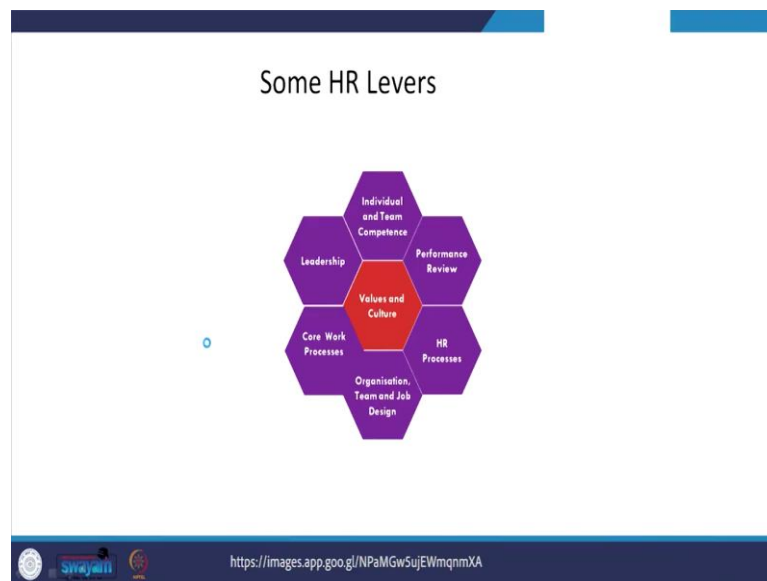 Some HR Levers
Individual
and Team
Competence
Leadership
Performance
Review
Values and
Culture
Core Work
Processes
HR
Processes
Organisation,
Team and Job
Design
swayam
https://images.app.goo.gl/NPaMGwSujEWmqnmXA